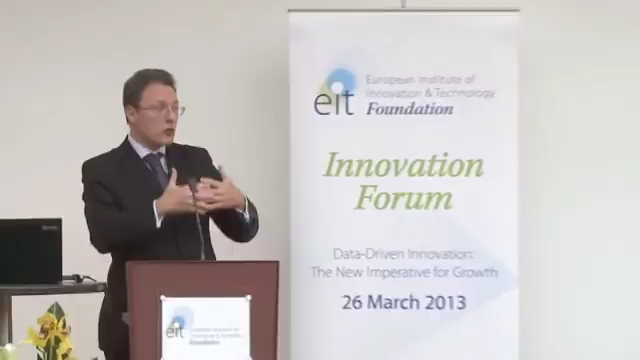 eit
European Institute of
Innovation & Technology
Foundation
Innovation
Forum
Data-Driven Innovation:
The New Imperative for Growth
26 March 2013
eit
Foundation